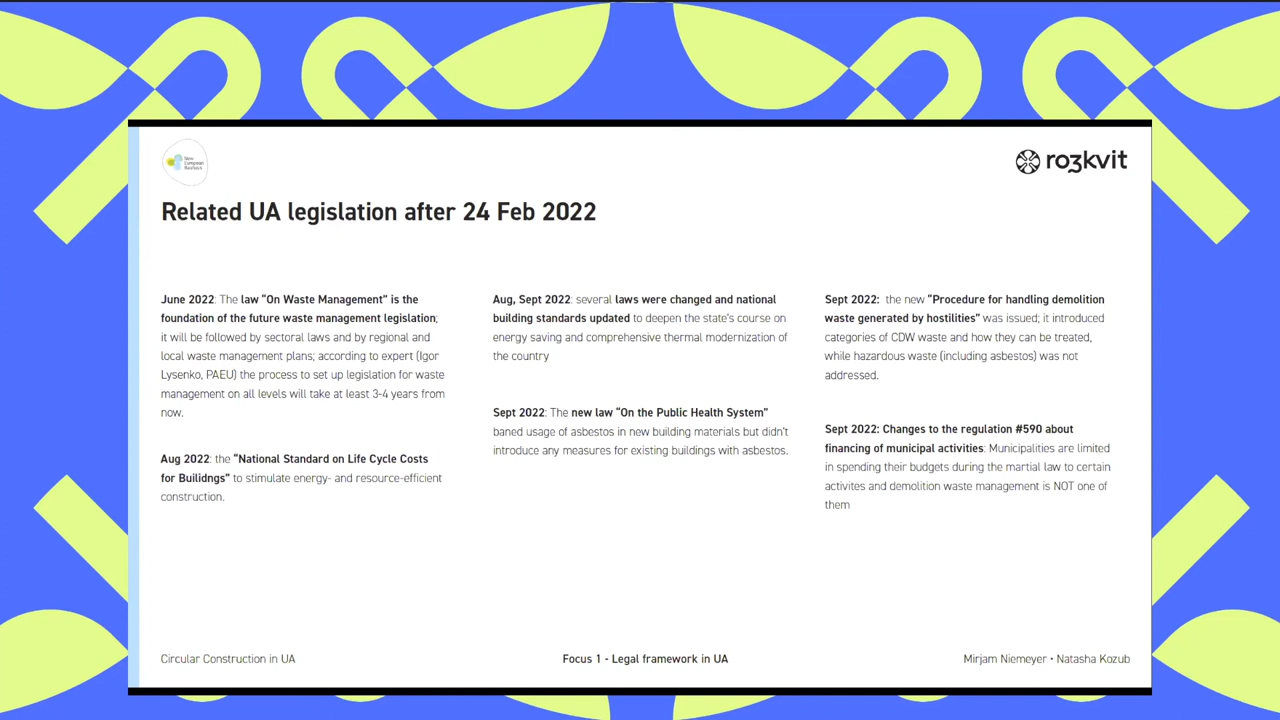 New
European
Bauhaus
ro3kvit
Related UA legislation after 24 Feb 2022
June 2022: The law “On Waste Management” is the
foundation of the future waste management legislation;
it will be followed by sectoral laws and by regional and
local waste management plans; according to expert (Igor
Lysenko, PAEU) the process to set up legislation for waste
management on all levels will take at least 3-4 years from
now.
Aug 2022: the “National Standard on Life Cycle Costs
for Builidngs” to stimulate energy- and resource-efficient
construction.
Aug, Sept 2022: several laws were changed and national
building standards updated to deepen the state’s course on
energy saving and comprehensive thermal modernization of
the country
Sept 2022: The new law “On the Public Health System”
baned usage of asbestos in new building materials but didn’t
introduce any measures for existing buildings with asbestos.
Sept 2022: the new “Procedure for handling demolition
waste generated by hostilities” was issued; it introduced
categories of CDW waste and how they can be treated,
while hazardous waste (including asbestos) was not
addressed.
Sept 2022: Changes to the regulation #590 about
financing of municipal activities: Municipalities are limited
in spending their budgets during the martial law to certain
activites and demolition waste management is NOT one of
them
Circular Construction in UA
Focus 1 - Legal framework in UA
Mirjam Niemeyer • Natasha Kozub